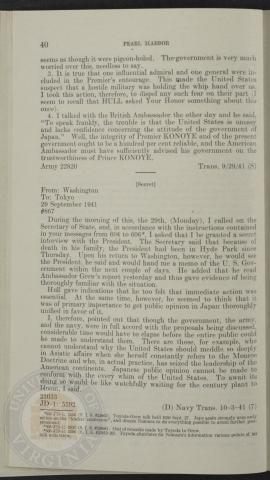 40 PEARL HARBOR
seems as though it were pigeon-holed. The government is very much
worried over this, needless to say.
3. It is true that one influential admiral and one general were in-
cluded in the Premier's entourage. This made the United States
suspect that a hostile military was holding the whip hand over us.
I took this action, therefore, to dispel any such fear on their part (I
seem to recall that HULL asked Your Honor something about this
once).
4. I talked with the British Ambassador the other day and he said,
"To speak frankly, the trouble is that the United States is uneasy
and lacks confidence concerning the attitude of the government of
Japan." Well, the integrity of Premier KONOYE and of the present
government ought to be a hundred per cent reliable, and the American
Ambassador must have sufficiently advised his government on the
trustworthiness of Prince KONOYE.
Army 22820 Trans. 9/29/41 (S)
[Secret]
From: Washington
To: Tokyo
29 September 1941
#867
During the morning of this, the 29th, (Monday), I called on the
Secretary of State, and, in accordance with the instructions contained
in your messages from 604 to 606*, I asked that I be granted a secret
interview with the President. The Secretary said that because of
death in his family, the President had been in Hyde Park since
Thursday. Upon his return to Washington, however, he would see
the President, he said and would hand me a memo of the U. S. Gov-
ernment within the next couple of days. He added that he read
Ambassador Grew's report yesterday and thus gave evidence of being
thoroughly familiar with the situation.
Hull gave indications that he too felt that immediate action was
essential. At the same time, however, he seemed to think that it
was of primary importance to get public opinion in Japan thoroughly
unified in favor of it.
I, therefore, pointed out that though the government, the army,
and the navy, were in full accord with the proposals being discussed,
considerable time would have to elapse before the entire public could
be made to understand them. There are those, for example, who
cannot understand why the United States should meddle so deeply
in Asiatic affairs when she herself constantly refers to the Monroe
Doctrine and who, in actual practice, has seized the leadership of the
American continents. Japanese public opinion cannot be made to
conform with the every whim of the United States. To await its
doing so would be like watchfully waiting for the century plant to
bloom, I said.
23033
JD-1: 5592 (D) Navy Trans. 10-3-41 (7)